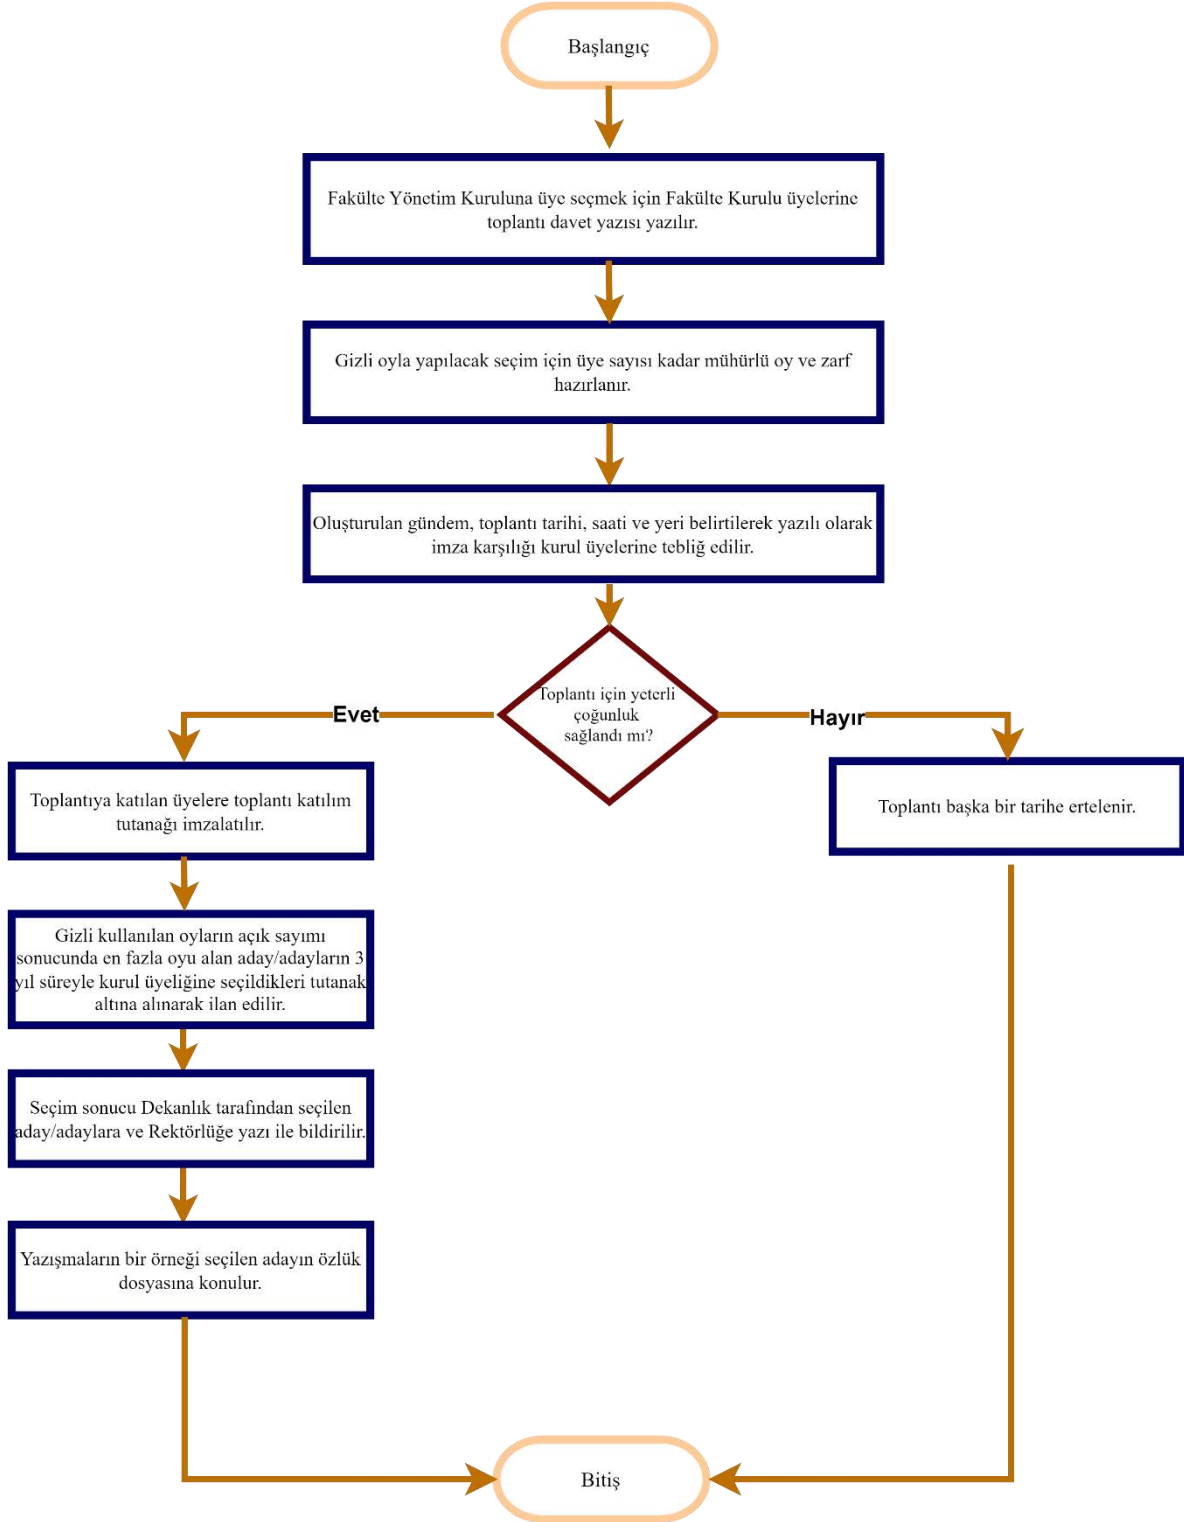 Başlangıç
Fakülte Yönetim Kuruluna üye seçmek için Fakülte Kurulu üyelerine
toplantı davet yazısı yazılır.
Gizli oyla yapılacak seçim için üye sayısı kadar mühürlü oy ve zarf
hazırlanır.
Oluşturulan gündem, toplantı tarihi, saati ve yeri belirtilerek yazılı olarak
imza karşılığı kurul üyelerine tebliğ edilir.
Toplantı için yeterli
çoğunluk
sağlandı mı?
Evet
Hayır
Toplantıya katılan üyelere toplantı katılım
tutanağı imzalatılır.
Toplantı başka bir tarihe ertelenir.
Gizli kullanılan oyların açık sayımı
sonucunda en fazla oyu alan aday/adayların 3
yıl süreyle kurul üyeliğine seçildikleri tutanak
altına alınarak ilan edilir.
Seçim sonucu Dekanlık tarafından seçilen
aday/adaylara ve Rektörlüğe yazı ile bildirilir.
Yazışmaların bir örneği seçilen adayın özlük
dosyasına konulur.
Bitiş